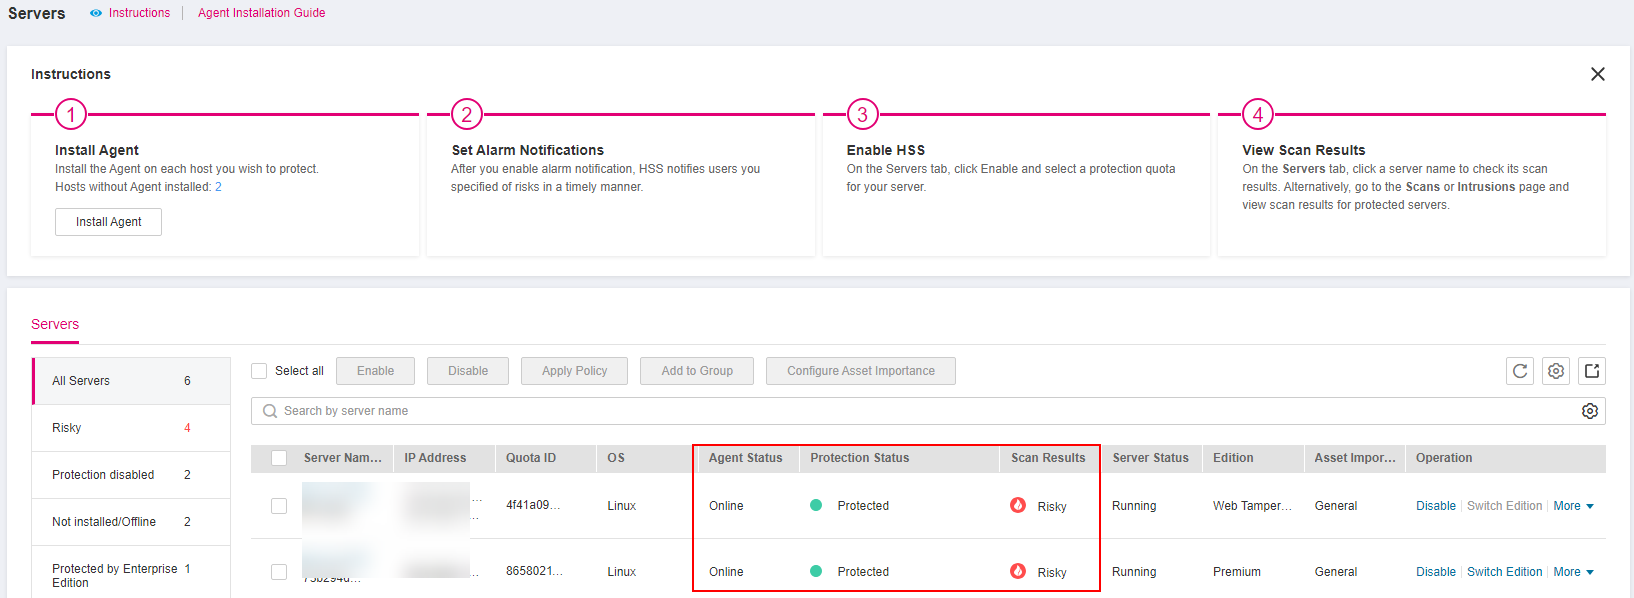 Servers Instructions Agent Installation Guide
Instructions
1
Install Agent
Install the Agent on each host you wish to protect.
Hosts without Agent installed: 2
Install Agent
2
Set Alarm Notifications
After you enable alarm notification, HSS notifies users you
specified of risks in a timely manner.
3
Enable HSS
On the Servers tab, click Enable and select a protection quota
for your server.
4
View Scan Results
On the Servers tab, click a server name to check its scan
results. Alternatively, go to the Scans or Intrusions page and
view scan results for protected servers.
Servers
All Servers 6
Risky 4
Protection disabled 2
Not installed/Offline 2
Protected by Enterprise 1
Edition
Select all Enable Disable Apply Policy Add to Group Configure Asset Importance
Search by server name
Server Nam... IP Address Quota ID OS Agent Status Protection Status Scan Results Server Status Edition Asset Impor... Operation
4f41a09... Linux Online Protected Risky Running Web Tamper... General Disable Switch Edition More
8658021... Linux Online Protected Risky Running Premium General Disable Switch Edition More